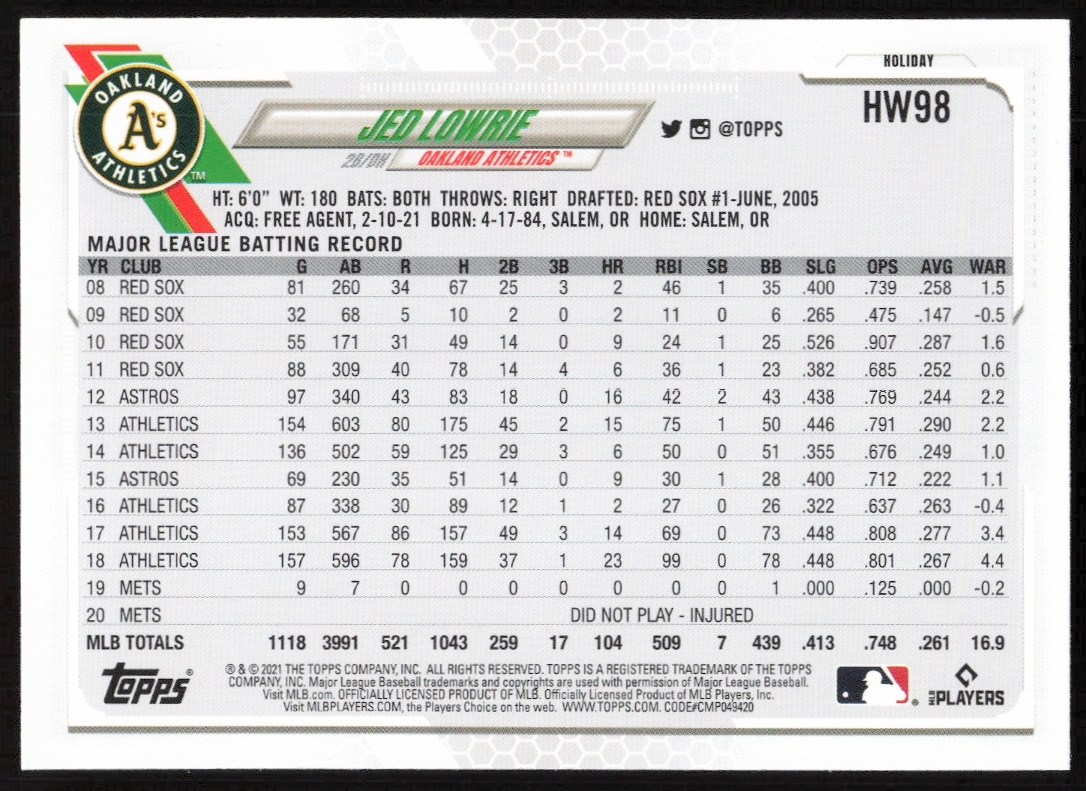 HOLIDAY
HW98
OAKLAND
A's
ATHLETICS
TM
JED LOWRIE
@TOPPS
2B/DH OAKLAND ATHLETICS™
HT: 6'0" WT: 180 BATS: BOTH THROWS: RIGHT DRAFTED: RED SOX #1-JUNE, 2005
ACQ: FREE AGENT, 2-10-21 BORN: 4-17-84, SALEM, OR HOME: SALEM, OR
MAJOR LEAGUE BATTING RECORD
YR CLUB G AB R H 2B 3B HR RBI SB BB SLG OPS AVG WAR
08 RED SOX 81 260 34 67 25 3 2 46 1 35 .400 .739 .258 1.5
09 RED SOX 32 68 5 10 2 0 2 11 0 6 .265 .475 .147 -0.5
10 RED SOX 55 171 31 49 14 0 9 24 1 25 .526 .907 .287 1.6
11 RED SOX 88 309 40 78 14 4 6 36 1 23 .382 .685 .252 0.6
12 ASTROS 97 340 43 83 18 0 16 42 2 43 .438 .769 .244 2.2
13 ATHLETICS 154 603 80 175 45 2 15 75 1 50 .446 .791 .290 2.2
14 ATHLETICS 136 502 59 125 29 3 6 50 0 51 .355 .676 .249 1.0
15 ASTROS 69 230 35 51 14 0 9 30 1 28 .400 .712 .222 1.1
16 ATHLETICS 87 338 30 89 12 1 2 27 0 26 .322 .637 .263 -0.4
17 ATHLETICS 153 567 86 157 49 3 14 69 0 73 .448 .808 .277 3.4
18 ATHLETICS 157 596 78 159 37 1 23 99 0 78 .448 .801 .267 4.4
19 METS 9 7 0 0 0 0 0 0 0 1 .000 .125 .000 -0.2
20 METS DID NOT PLAY - INJURED
MLB TOTALS 1118 3991 521 1043 259 17 104 509 7 439 .413 .748 .261 16.9
TOPPS®
® & © 2021 THE TOPPS COMPANY, INC. ALL RIGHTS RESERVED. TOPPS IS A REGISTERED TRADEMARK OF THE TOPPS
COMPANY, INC. Major League Baseball trademarks and copyrights are used with permission of Major League Baseball.
Visit MLB.com. OFFICIALLY LICENSED PRODUCT OF MLB. Officially Licensed Product of MLB Players, Inc.
Visit MLBPLAYERS.COM, the Players Choice on the web. WWW.TOPPS.COM. CODE#CMP049420
MLB PLAYERS